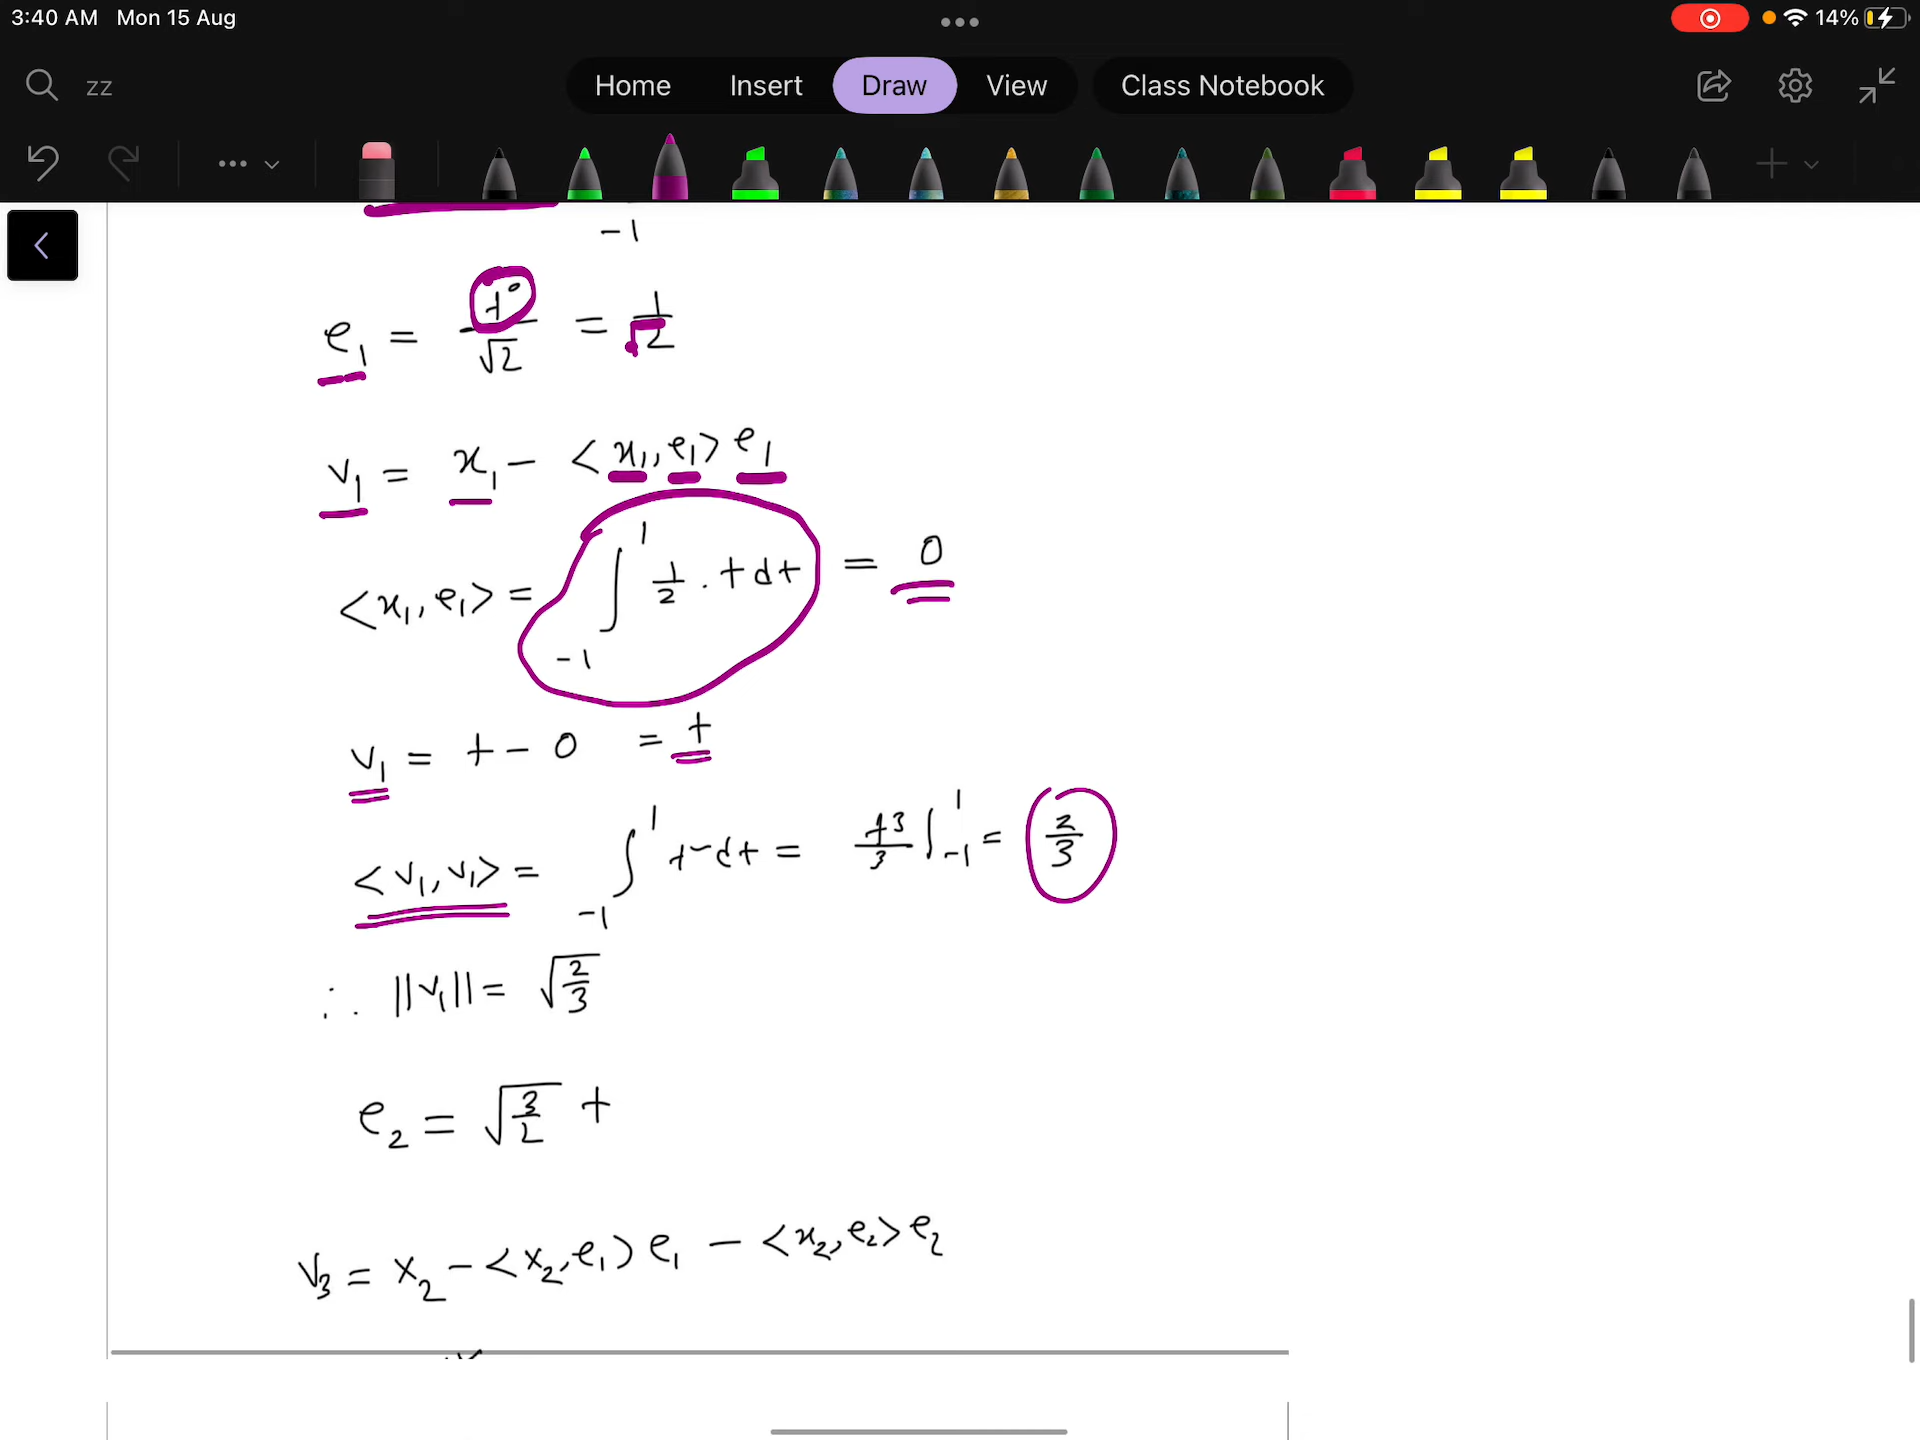 3:40 AM Mon 15 Aug
14%
zz
Home Insert Draw View Class Notebook
-1
e₁ = t⁰/√2 = 1/√2
v₁ = x₁ - <x₁, e₁> e₁
<x₁, e₁> = ∫₋₁¹ 1/2 . t dt = 0
v₁ = t - 0 = t
<v₁, v₁> = ∫₋₁¹ t² dt = t³/3 |₋₁¹ = 2/3
∴ ||v₁|| = √(2/3)
e₂ = √(3/2) t
v₃ = x₂ - <x₂, e₁> e₁ - <x₂, e₂> e₂